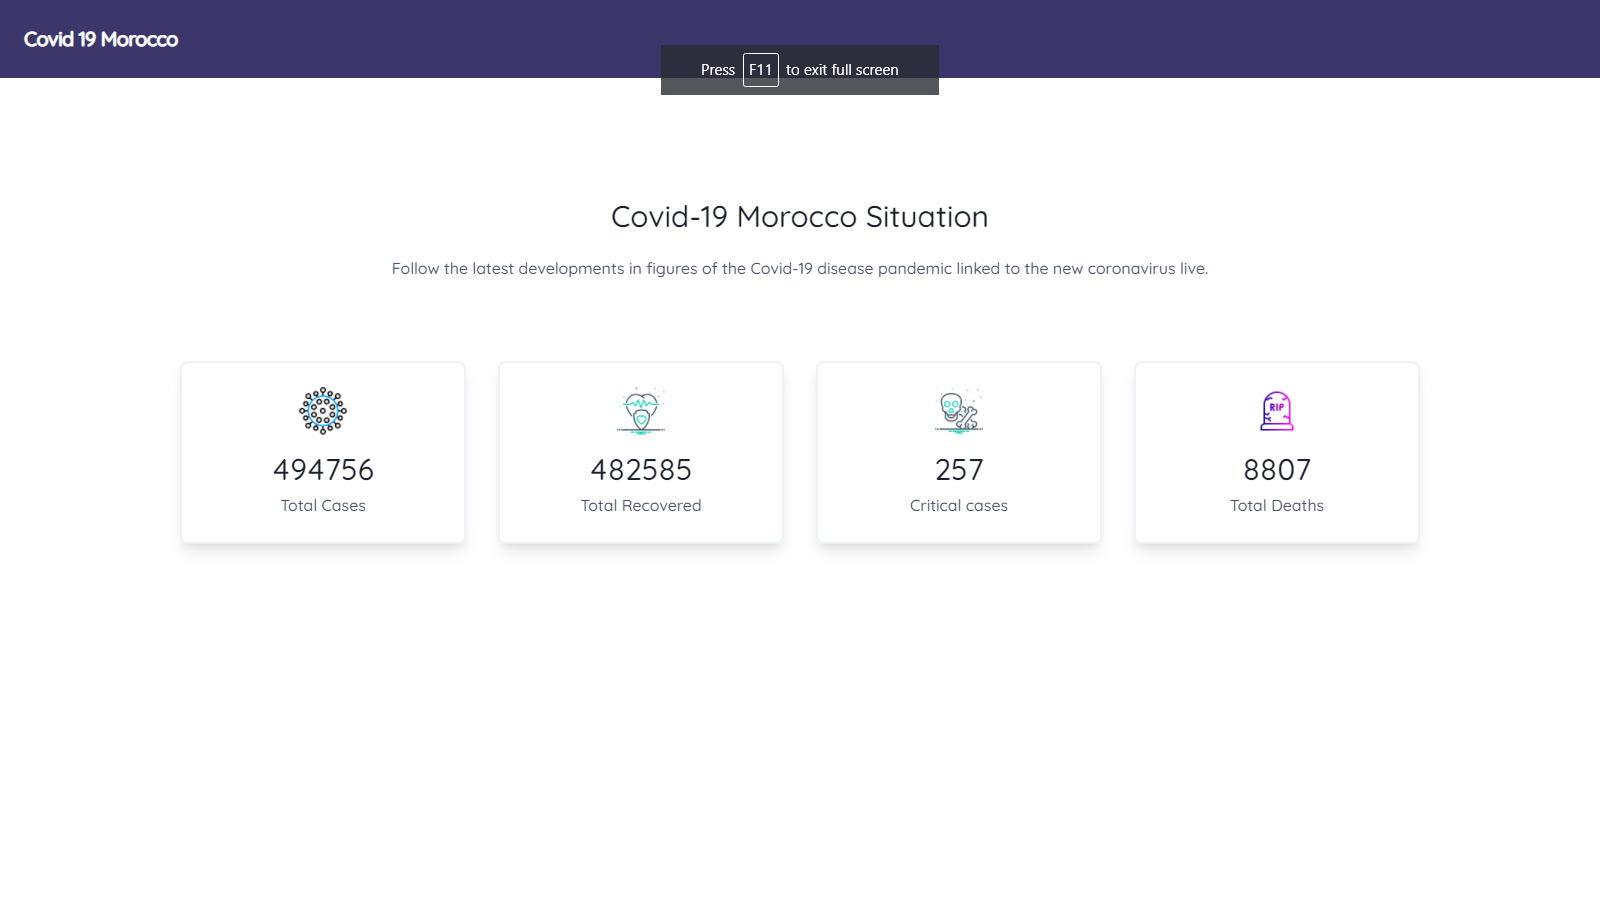 Covid 19 Morocco
Press F11 to exit full screen
Covid-19 Morocco Situation
Follow the latest developments in figures of the Covid-19 disease pandemic linked to the new coronavirus live.
494756
Total Cases
482585
Total Recovered
257
Critical cases
RIP
8807
Total Deaths